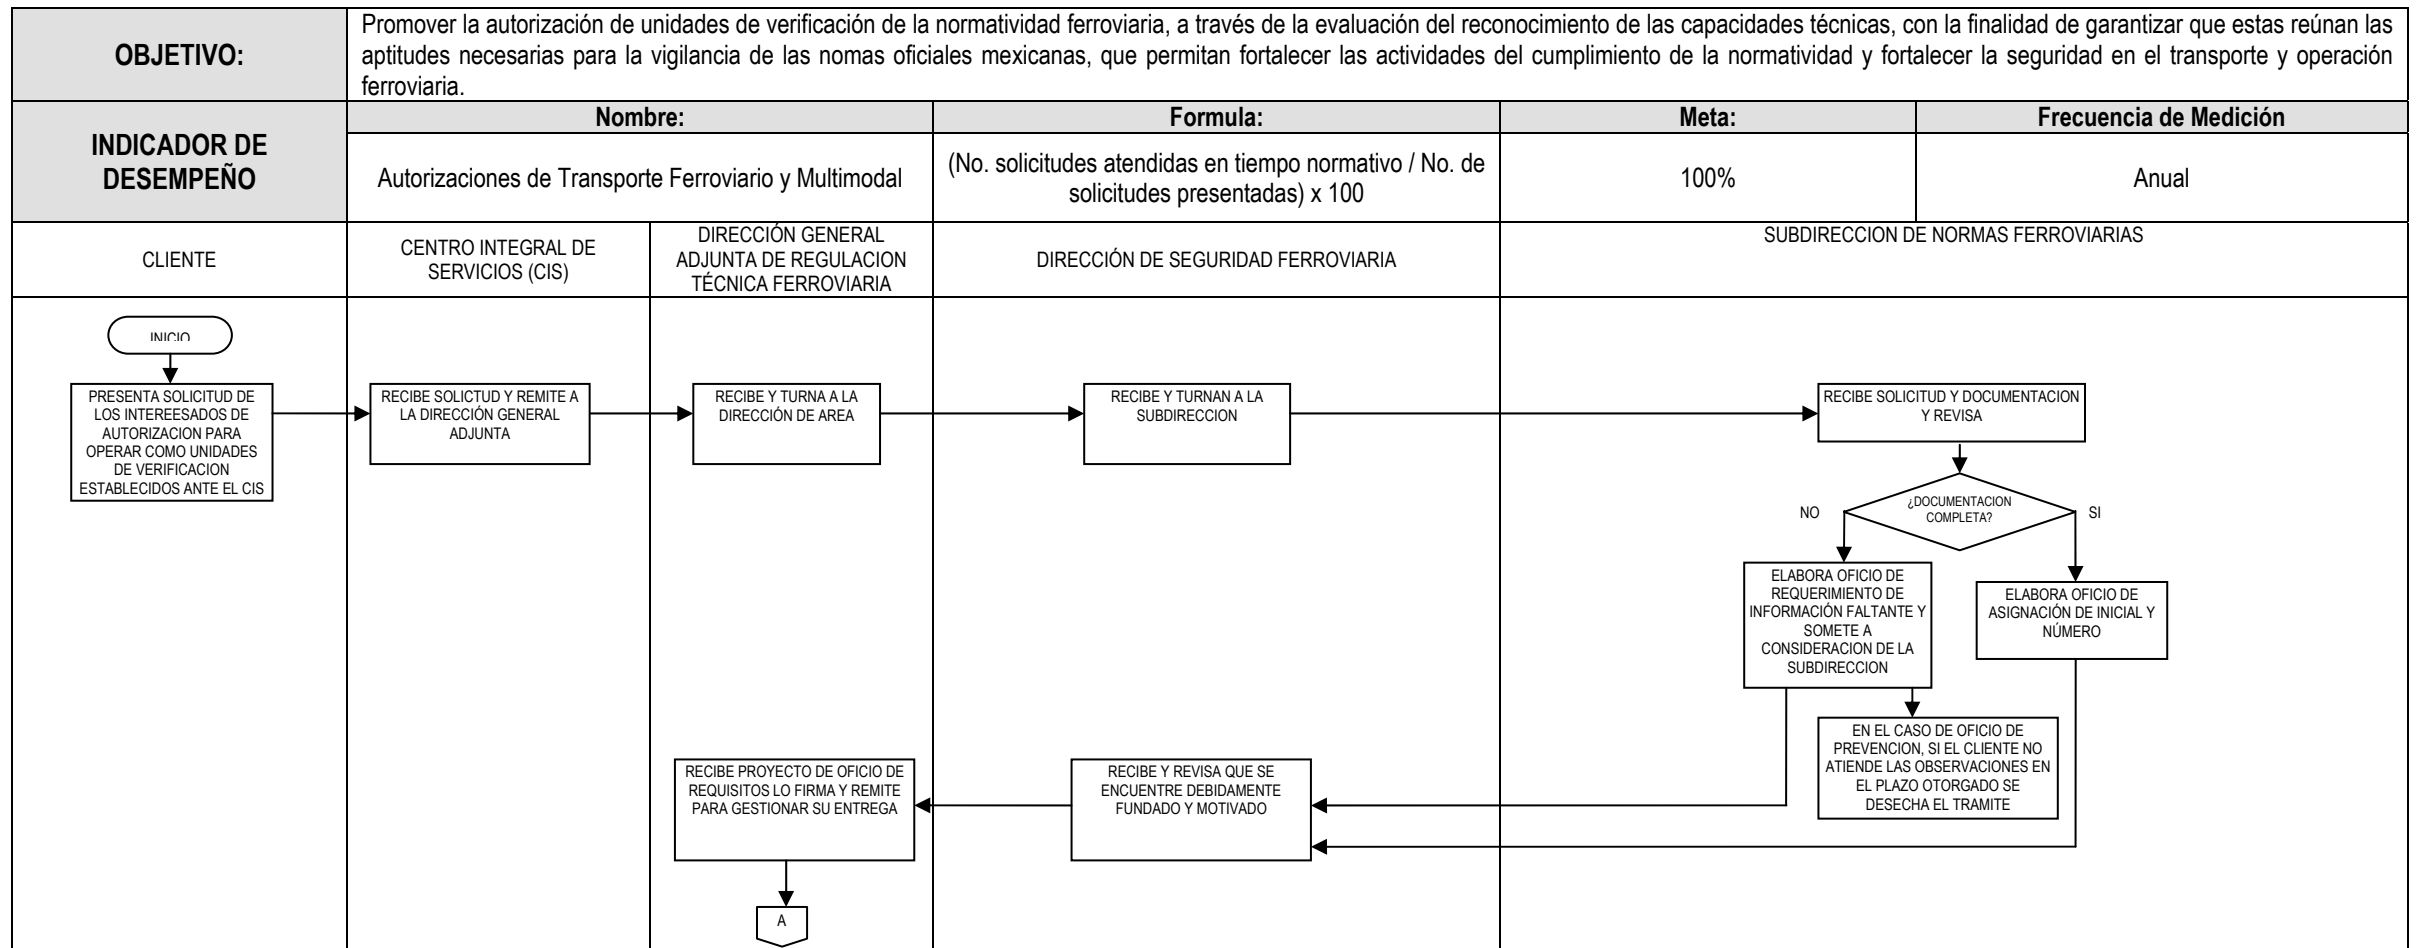 OBJETIVO:
Promover la autorización de unidades de verificación de la normatividad ferroviaria, a través de la evaluación del reconocimiento de las capacidades técnicas, con la finalidad de garantizar que estas reúnan las
aptitudes necesarias para la vigilancia de las nomas oficiales mexicanas, que permitan fortalecer las actividades del cumplimiento de la normatividad y fortalecer la seguridad en el transporte y operación
ferroviaria.
INDICADOR DE
DESEMPEÑO
Nombre:
Formula:
Meta:
Frecuencia de Medición
Autorizaciones de Transporte Ferroviario y Multimodal
(No. solicitudes atendidas en tiempo normativo / No. de
solicitudes presentadas) x 100
100%
Anual
CLIENTE
CENTRO INTEGRAL DE
SERVICIOS (CIS)
DIRECCIÓN GENERAL
ADJUNTA DE REGULACION
TÉCNICA FERROVIARIA
DIRECCIÓN DE SEGURIDAD FERROVIARIA
SUBDIRECCION DE NORMAS FERROVIARIAS
INICIO
PRESENTA SOLICITUD DE
LOS INTEREESADOS DE
AUTORIZACION PARA
OPERAR COMO UNIDADES
DE VERIFICACION
ESTABLECIDOS ANTE EL CIS
RECIBE SOLICTUD Y REMITE A
LA DIRECCIÓN GENERAL
ADJUNTA
RECIBE Y TURNA A LA
DIRECCIÓN DE AREA
RECIBE Y TURNAN A LA
SUBDIRECCION
RECIBE SOLICITUD Y DOCUMENTACION
Y REVISA
¿DOCUMENTACION
COMPLETA?
NO
SI
ELABORA OFICIO DE
REQUERIMIENTO DE
INFORMACIÓN FALTANTE Y
SOMETE A
CONSIDERACION DE LA
SUBDIRECCION
ELABORA OFICIO DE
ASIGNACIÓN DE INICIAL Y
NÚMERO
EN EL CASO DE OFICIO DE
PREVENCION, SI EL CLIENTE NO
ATIENDE LAS OBSERVACIONES EN
EL PLAZO OTORGADO SE
DESECHA EL TRAMITE
RECIBE PROYECTO DE OFICIO DE
REQUISITOS LO FIRMA Y REMITE
PARA GESTIONAR SU ENTREGA
RECIBE Y REVISA QUE SE
ENCUENTRE DEBIDAMENTE
FUNDADO Y MOTIVADO
A